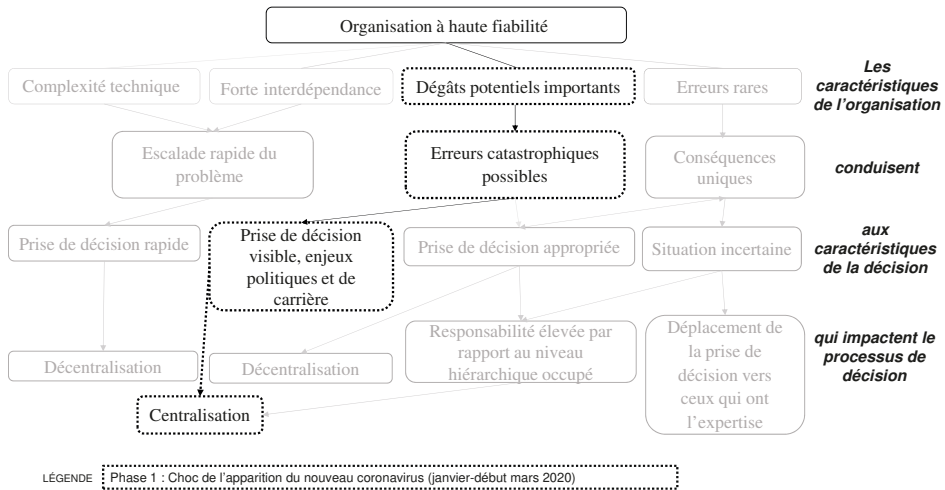 Organisation à haute fiabilité
Complexité technique
Forte interdépendance
Dégâts potentiels importants
Erreurs rares
Les
caractéristiques
de l'organisation
Escalade rapide du
problème
Erreurs catastrophiques
possibles
Conséquences
uniques
conduisent
Prise de décision rapide
Prise de décision
visible, enjeux
politiques et de
carrière
Prise de décision appropriée
Situation incertaine
aux
caractéristiques
de la décision
Décentralisation
Décentralisation
Responsabilité élevée par
rapport au niveau
hiérarchique occupé
Déplacement de
la prise de
décision vers
ceux qui ont
l'expertise
qui impactent le
processus de
décision
Centralisation
LÉGENDE
Phase 1 : Choc de l'apparition du nouveau coronavirus (janvier-début mars 2020)